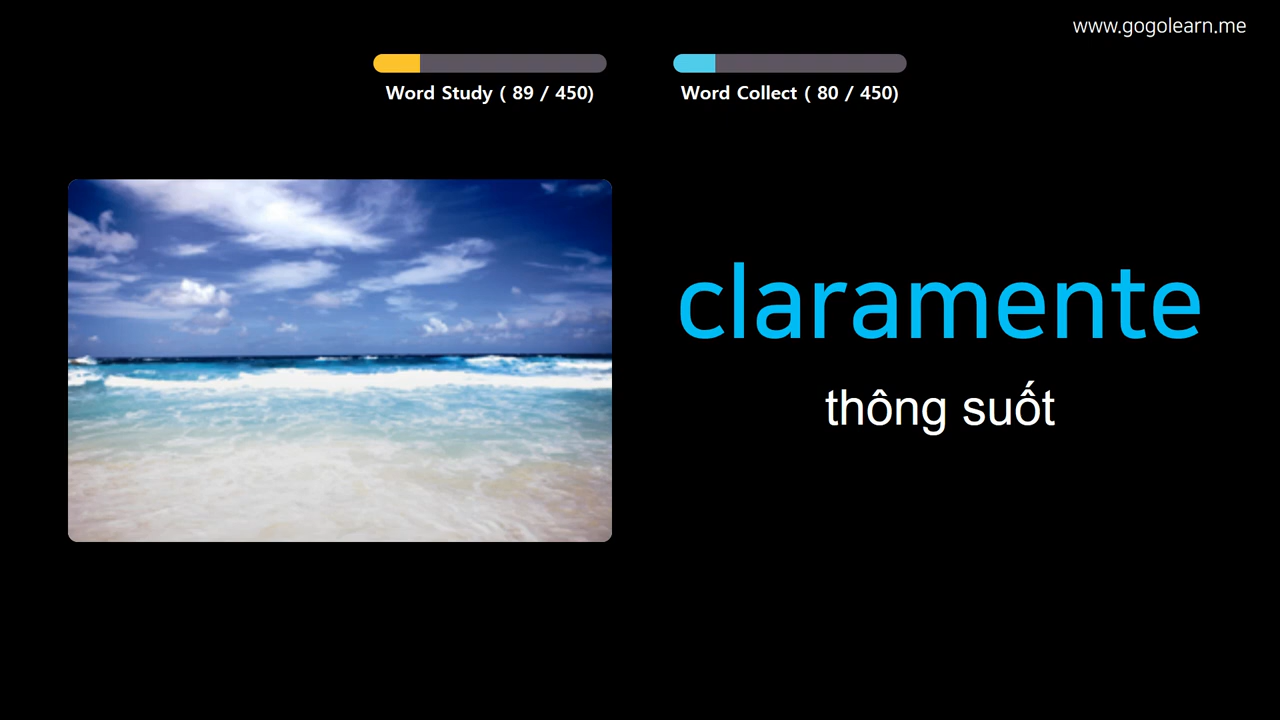 www.gogolearn.me
Word Study ( 89 / 450)
Word Collect ( 80 / 450)
claramente
thông suốt